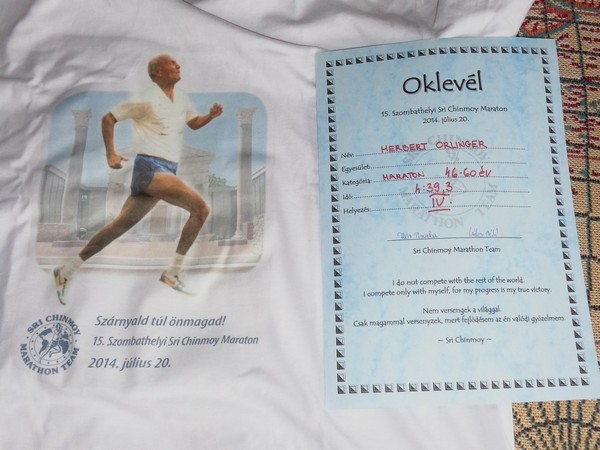 SRI CHINMOY
MARATHON TEAM
Szárnyald túl önmagad!
15. Szombathelyi Sri Chinmoy Maraton
2014. július 20.
Oklevél
15. Szombathelyi Sri Chinmoy Maraton
2014. július 20.
Név: HERBERT ORLINGER
Egyesület:
Kategória: MARATON 46-60 év
Idő: 4:39,3
Helyezés: IV.
Sri Chinmoy Marathon Team
I do not compete with the rest of the world.
I compete only with myself, for my progress is my true victory.
Nem versengek a világgal.
Csak magammal versenyzek, mert fejlődésem az én valódi győzelmem.
~ Sri Chinmoy ~